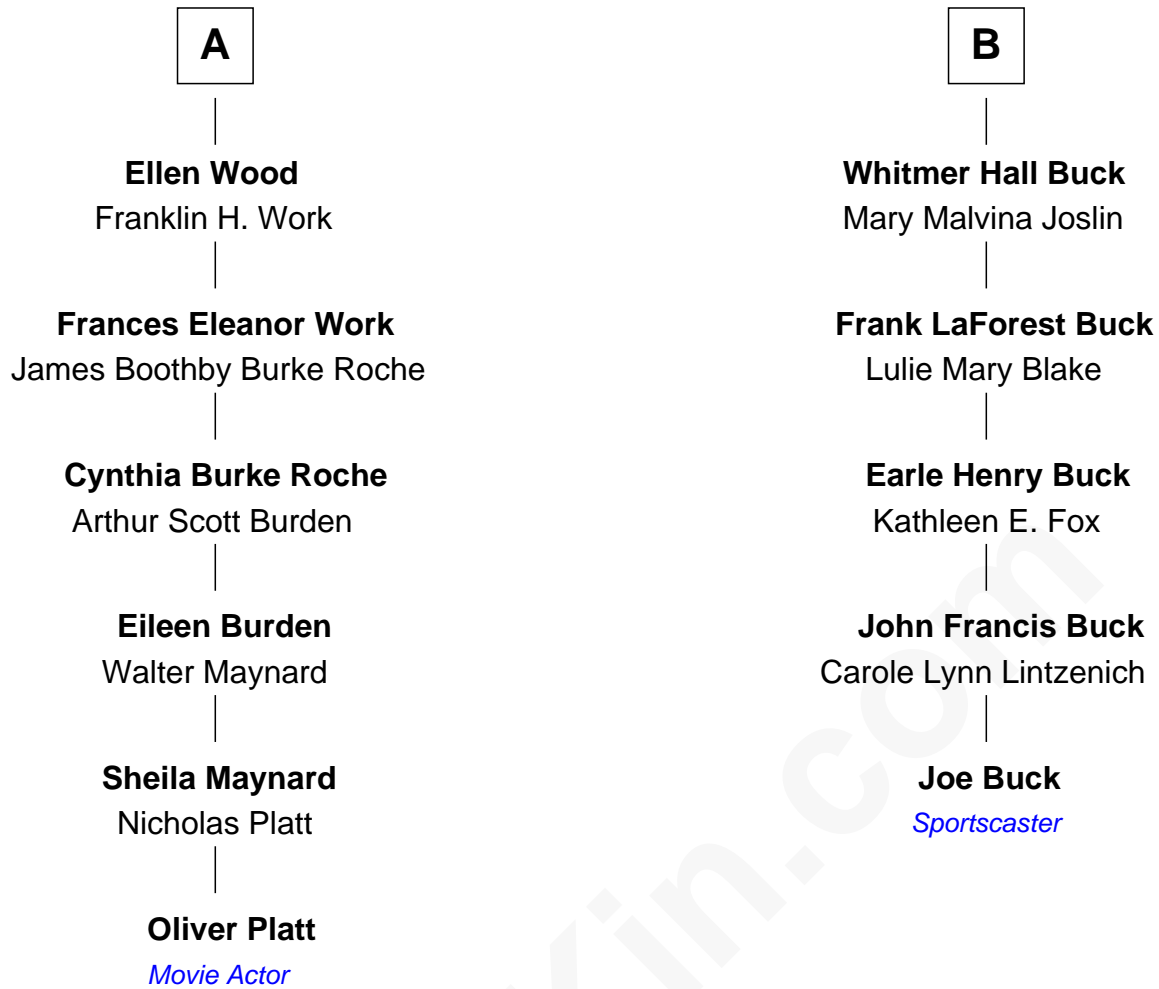 A
Ellen Wood
Franklin H. Work
Frances Eleanor Work
James Boothby Burke Roche
Cynthia Burke Roche
Arthur Scott Burden
Eileen Burden
Walter Maynard
Sheila Maynard
Nicholas Platt
Oliver Platt
Movie Actor
B
Whitmer Hall Buck
Mary Malvina Joslin
Frank LaForest Buck
Lulie Mary Blake
Earle Henry Buck
Kathleen E. Fox
John Francis Buck
Carole Lynn Lintzenich
Joe Buck
Sportscaster
Kin.com